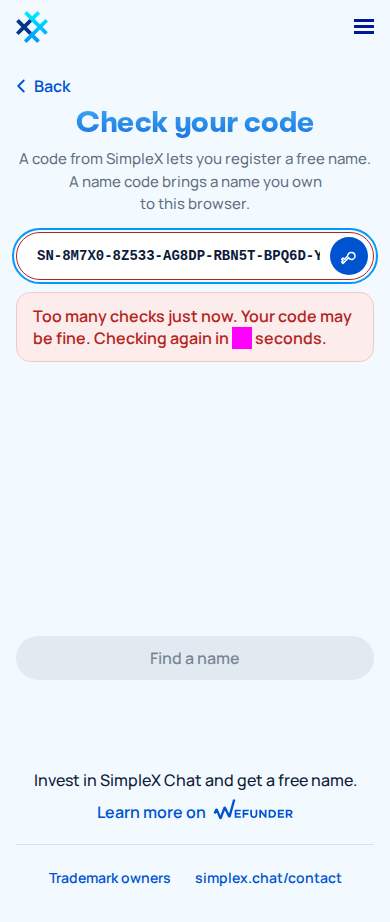 Back
Check your code
A code from SimpleX lets you register a free name.
A name code brings a name you own
to this browser.
SN-8M7X0-8Z533-AG8DP-RBN5T-BPQ6D-
Too many checks just now. Your code may
be fine. Checking again in seconds.
Find a name
Invest in SimpleX Chat and get a free name.
Learn more on WEFUNDER
Trademark owners simplex.chat/contact